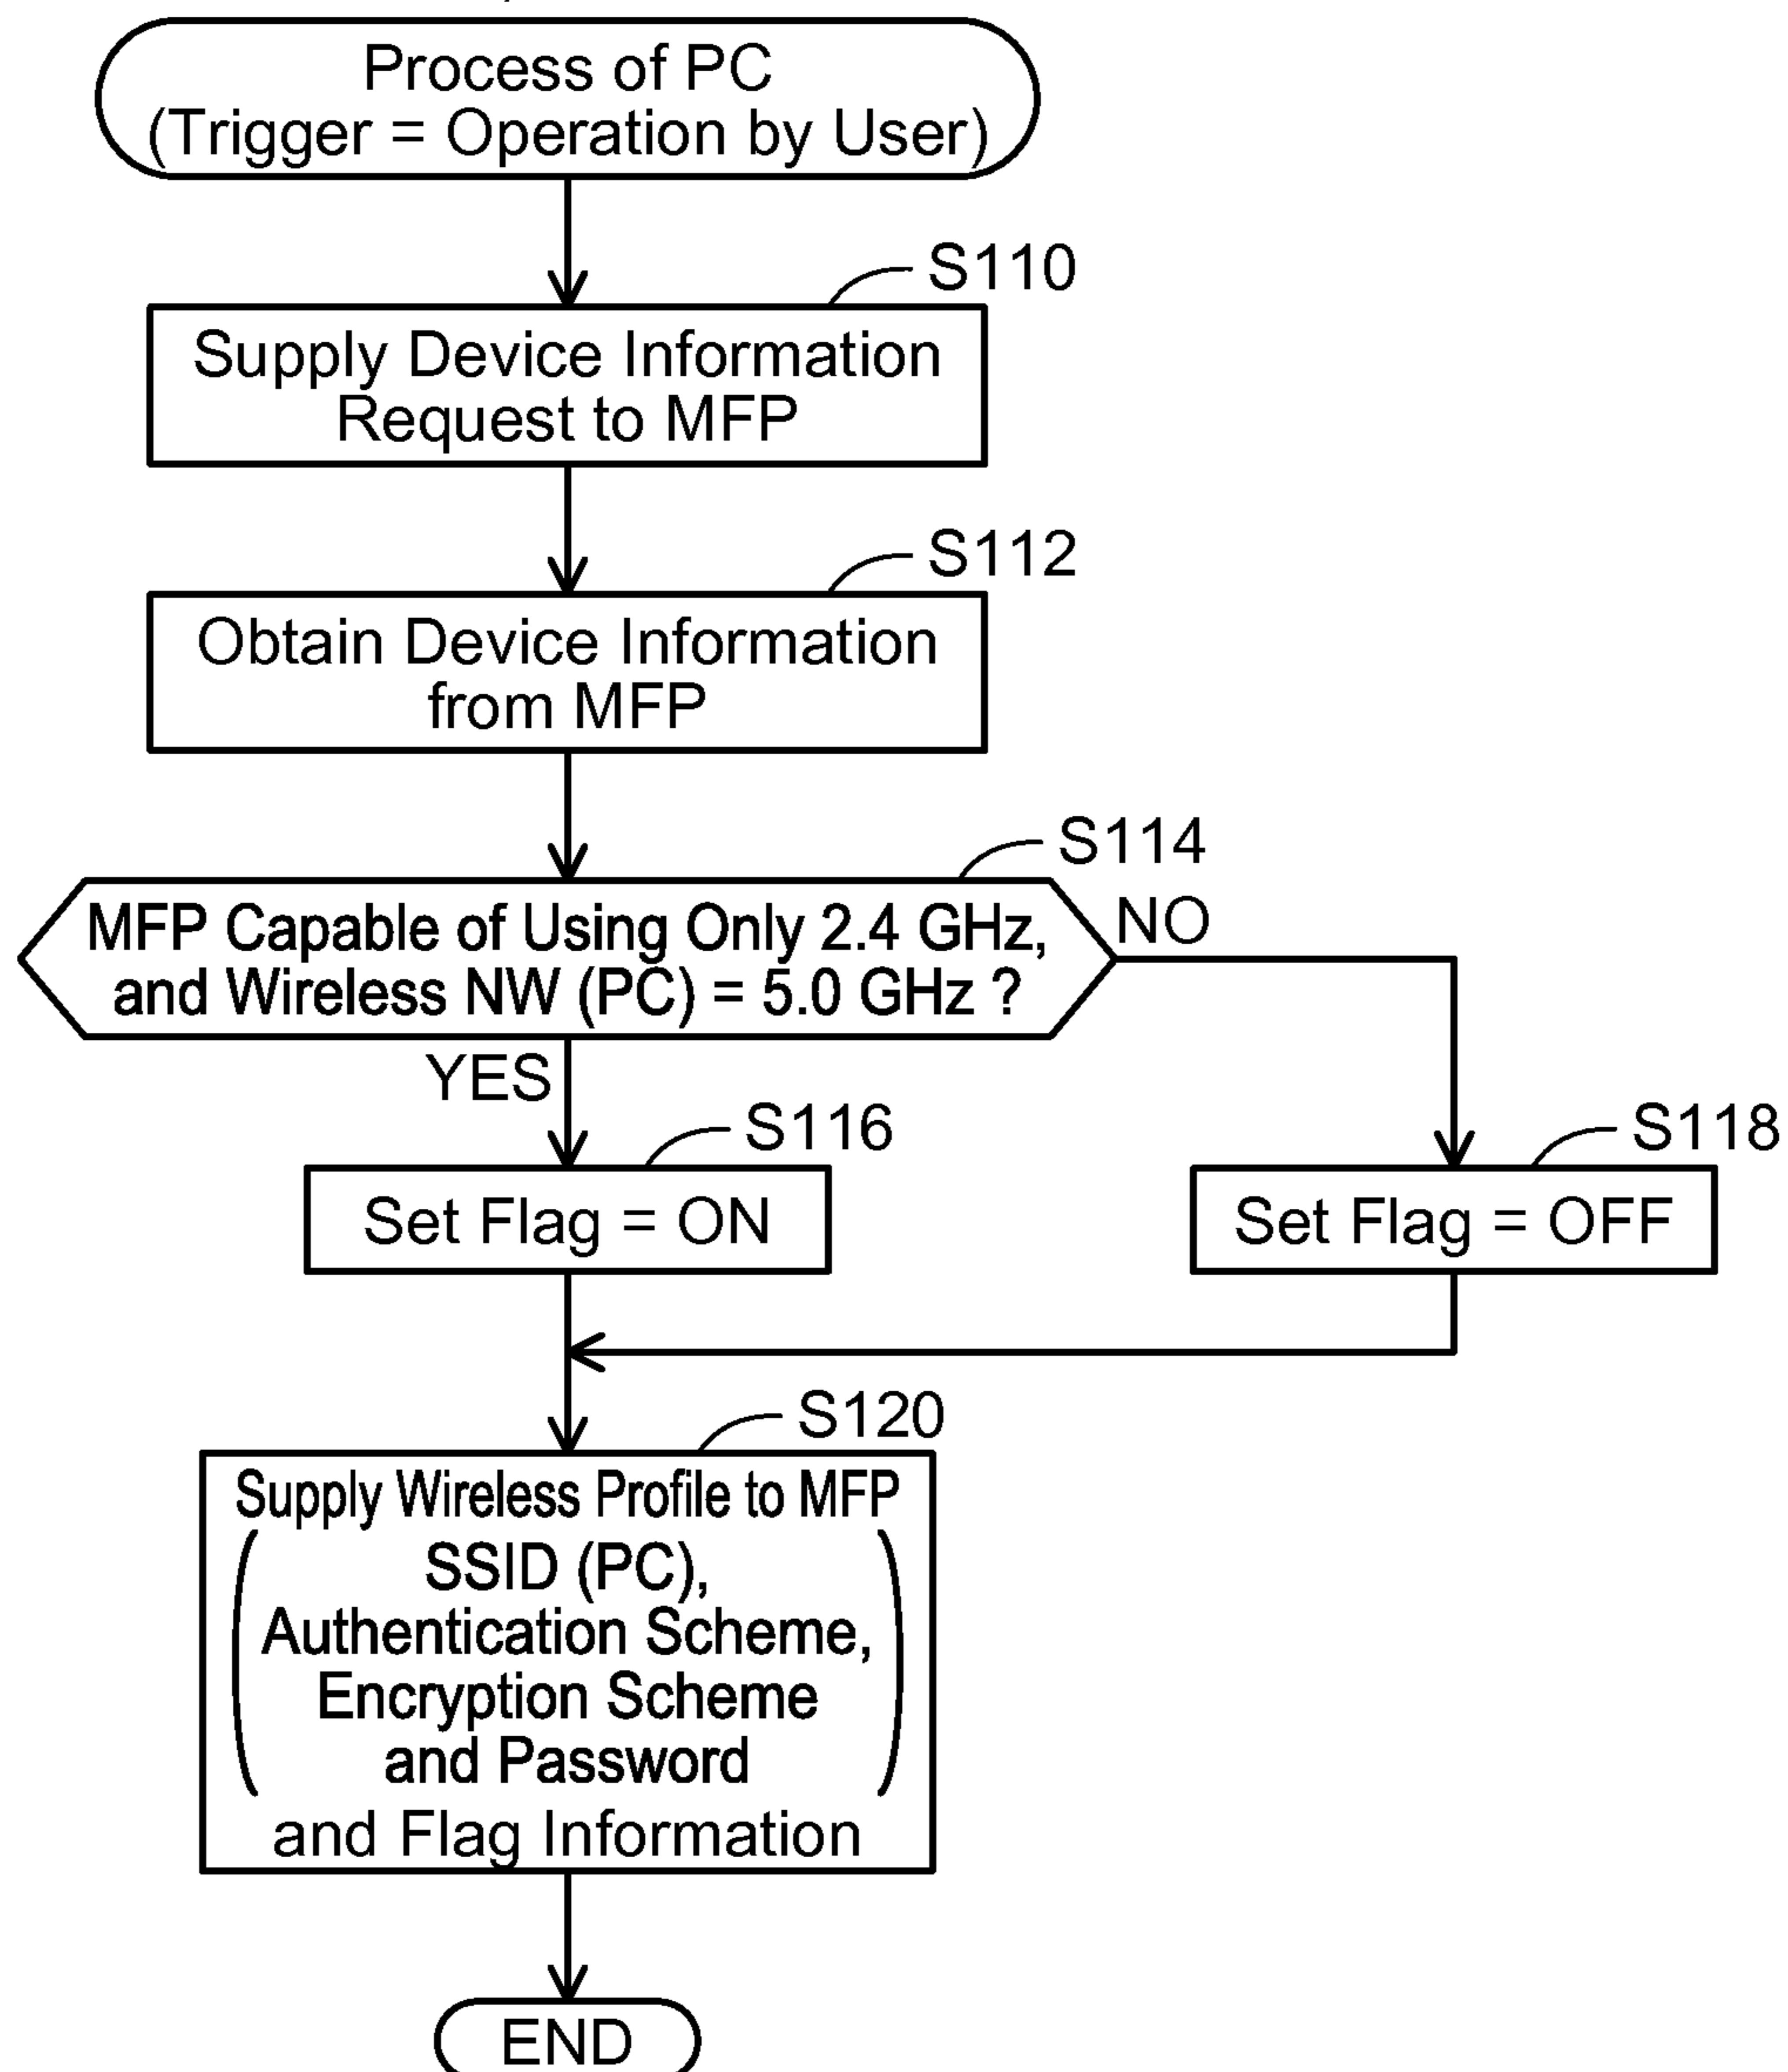 Process of PC
(Trigger = Operation by User)
S110
Supply Device Information
Request to MFP
S112
Obtain Device Information
from MFP
S114
MFP Capable of Using Only 2.4 GHz,
and Wireless NW (PC) = 5.0 GHz ?
NO
YES
S116
S118
Set Flag = ON
Set Flag = OFF
S120
Supply Wireless Profile to MFP
(SSID (PC),
Authentication Scheme,
Encryption Scheme
and Password)
and Flag Information
END